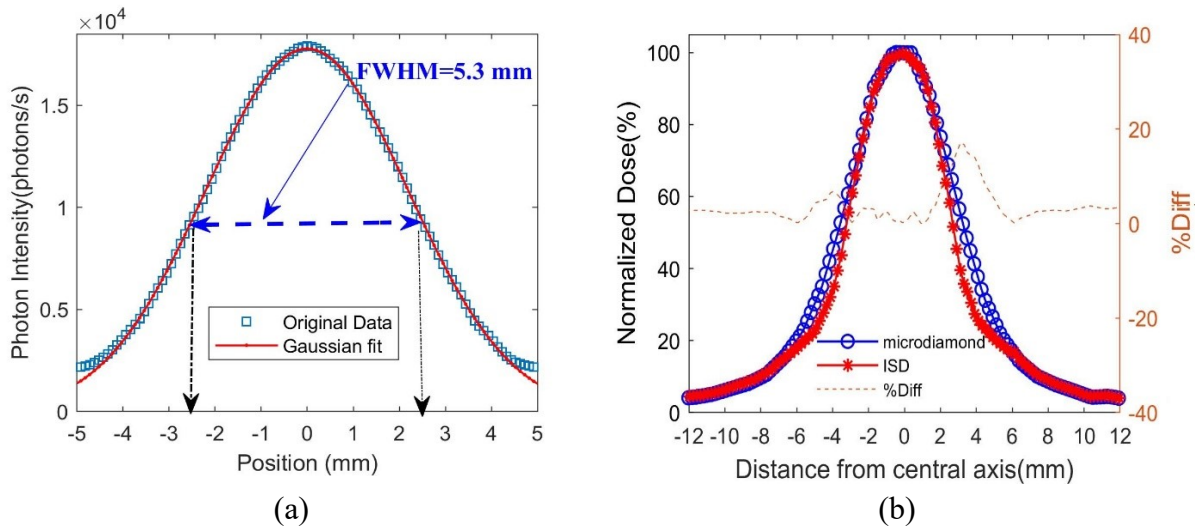 ×10⁴
FWHM=5.3 mm
Photon Intensity(photons/s)
1.5
1
0.5
0
Original Data
Gaussian fit
-5 -4 -3 -2 -1 0 1 2 3 4 5
Position (mm)
(a)
Normalized Dose(%)
100
80
60
40
20
0
microdiamond
ISD
%Diff
40
20
0
-20
-40
%Diff
-12 -10 -8 -6 -4 -2 0 2 4 6 8 10 12
Distance from central axis(mm)
(b)